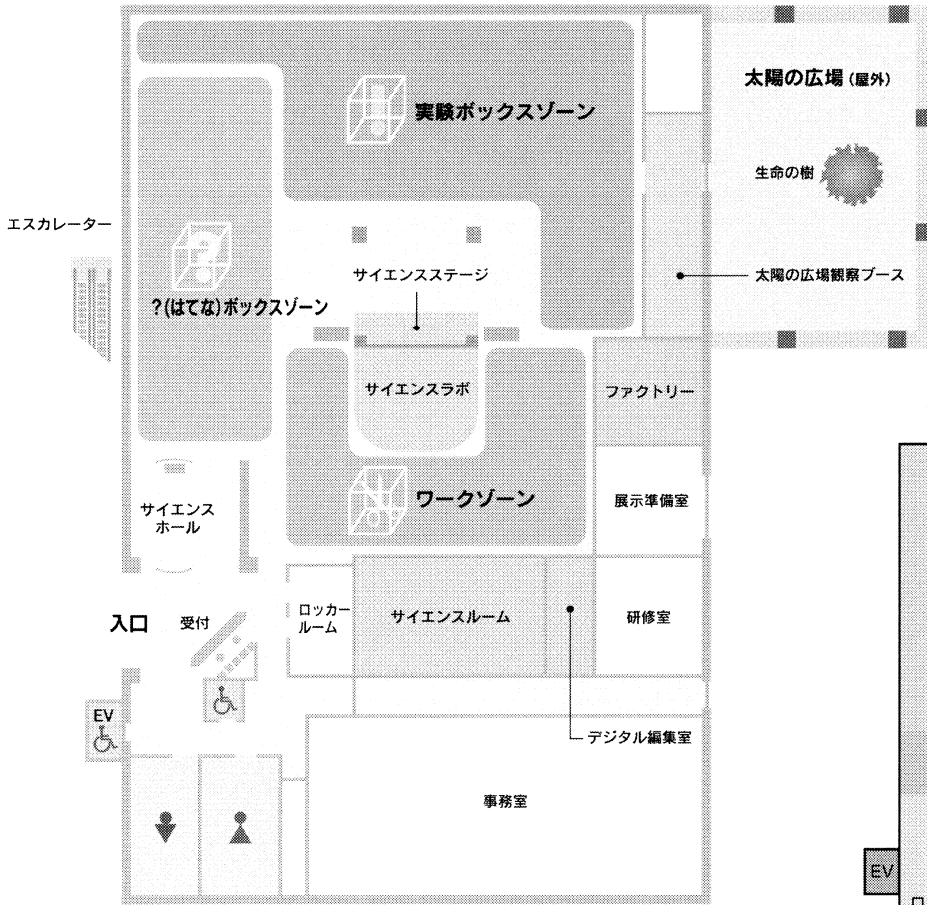 太陽の広場(屋外)
実験ボックスゾーン
生命の樹
エスカレーター
サイエンスステージ
太陽の広場観察ブース
?(はてな)ボックスゾーン
サイエンスラボ
ファクトリー
ワークゾーン
展示準備室
サイエンス
ホール
ロッカー
ルーム
サイエンスルーム
研修室
入口
受付
EV
デジタル編集室
事務室
EV
ロ